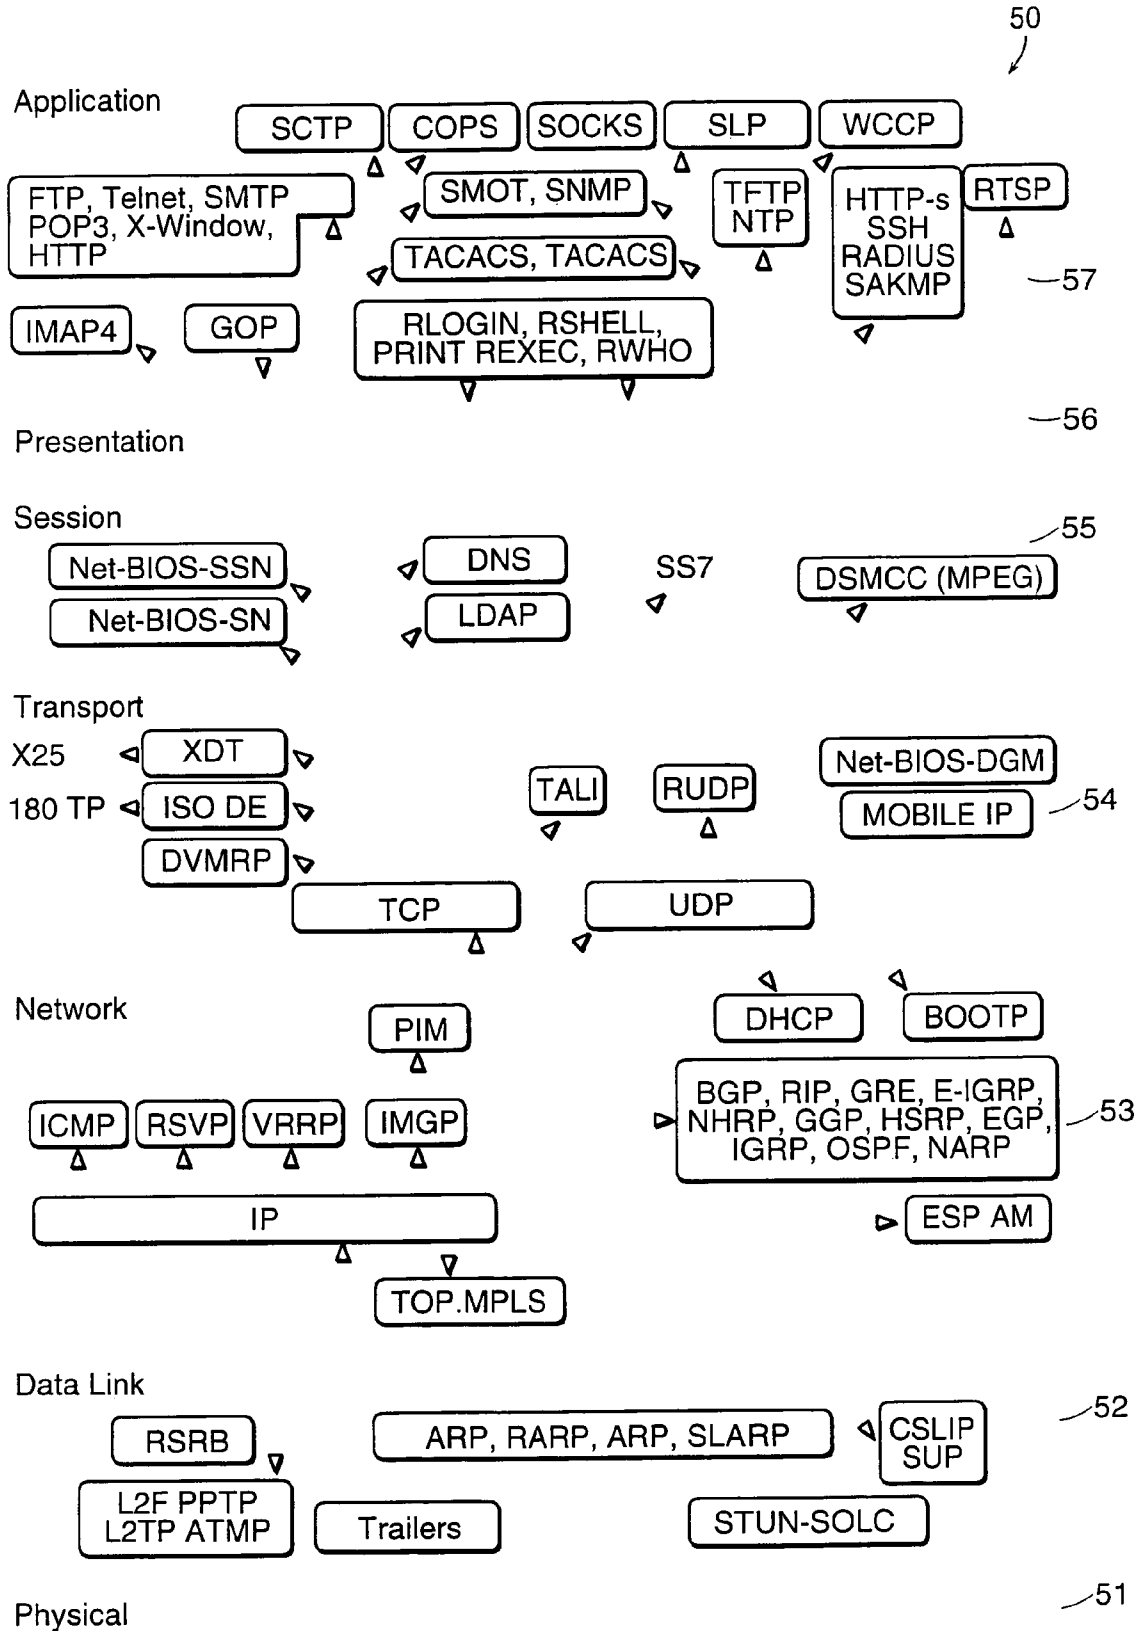 50
Application
SCTP
COPS
SOCKS
SLP
WCCP
FTP, Telnet, SMTP
POP3, X-Window,
HTTP
SMOT, SNMP
TFTP
NTP
HTTP-s
SSH
RADIUS
SAKMP
RTSP
TACACS, TACACS
57
IMAP4
GOP
RLOGIN, RSHELL,
PRINT REXEC, RWHO
56
Presentation
Session
55
Net-BIOS-SSN
DNS
SS7
DSMCC (MPEG)
Net-BIOS-SN
LDAP
Transport
X25
XDT
Net-BIOS-DGM
180 TP
ISO DE
TALI
RUDP
MOBILE IP
54
DVMRP
TCP
UDP
Network
PIM
DHCP
BOOTP
ICMP
RSVP
VRRP
IMGP
BGP, RIP, GRE, E-IGRP,
NHRP, GGP, HSRP, EGP,
IGRP, OSPF, NARP
53
IP
ESP AM
TOP.MPLS
Data Link
52
RSRB
ARP, RARP, ARP, SLARP
CSLIP
SUP
L2F PPTP
L2TP ATMP
Trailers
STUN-SOLC
51
Physical